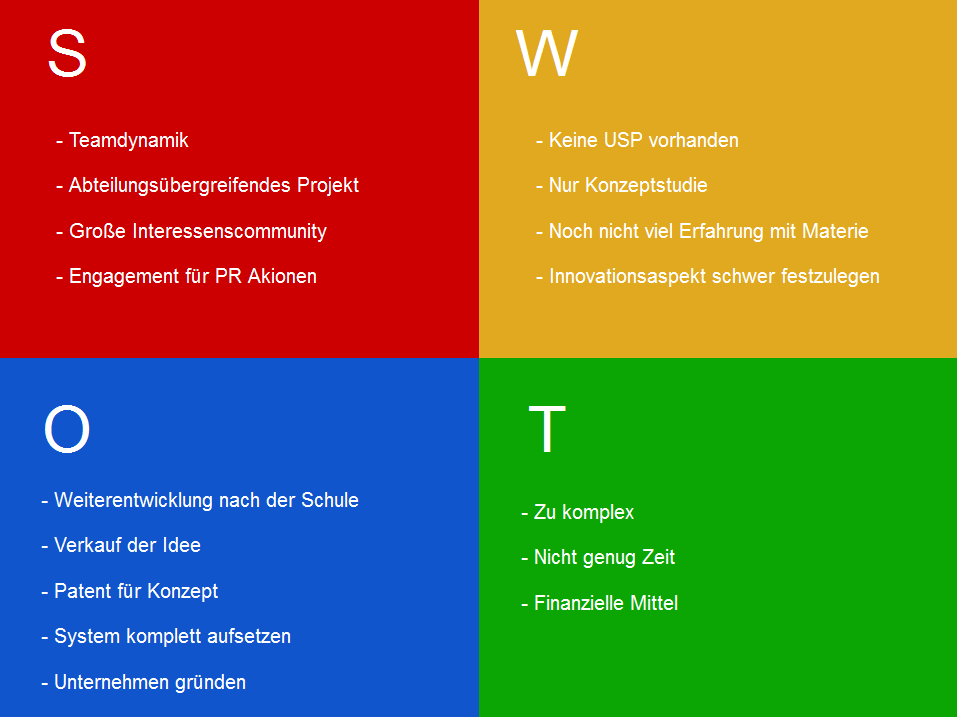 S
- Teamdynamik
- Abteilungsübergreifendes Projekt
- Große Interessenscommunity
- Engagement für PR Akionen
W
- Keine USP vorhanden
- Nur Konzeptstudie
- Noch nicht viel Erfahrung mit Materie
- Innovationsaspekt schwer festzulegen
O
- Weiterentwicklung nach der Schule
- Verkauf der Idee
- Patent für Konzept
- System komplett aufsetzen
- Unternehmen gründen
T
- Zu komplex
- Nicht genug Zeit
- Finanzielle Mittel